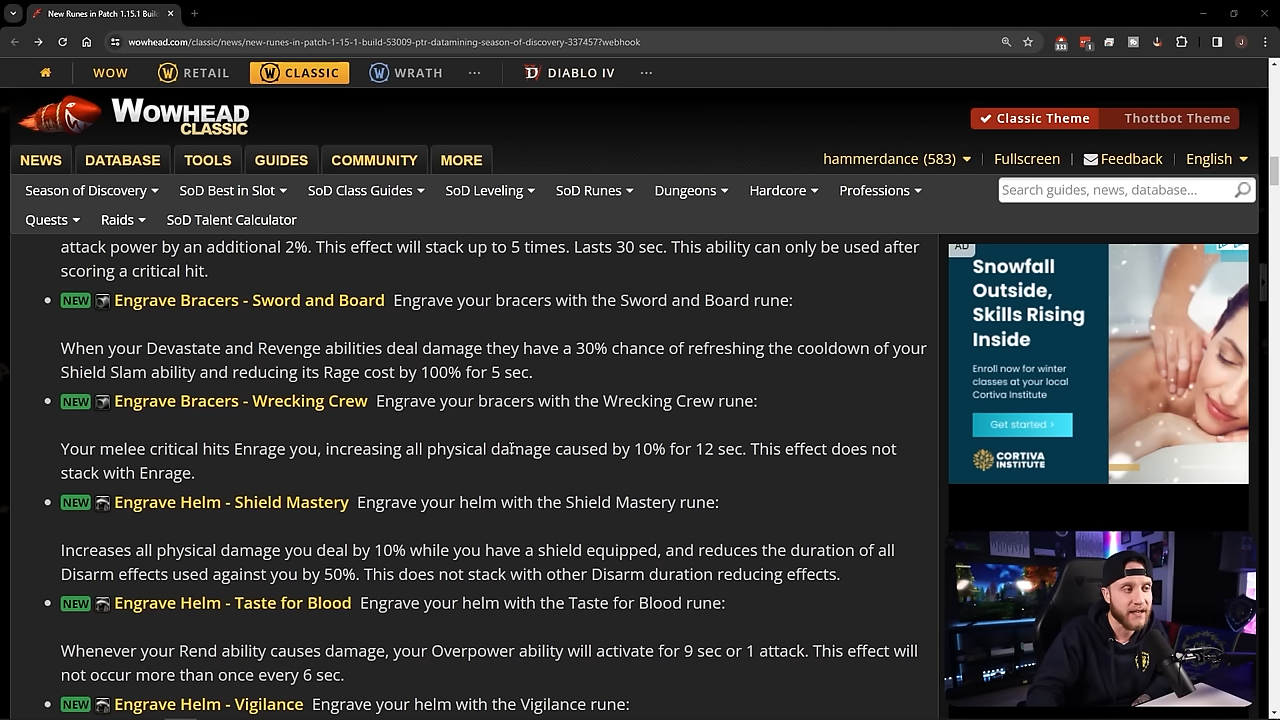 New Runes in Patch 1.15.1 Buil
wowhead.com/classic/news/new-runes-in-patch-1-15-1-build-53009-ptr-datamining-season-of-discovery-337457?webhook
WOW RETAIL CLASSIC WRATH ... DIABLO IV ...
WOWHEAD
CLASSIC
Classic Theme Thottbot Theme
NEWS DATABASE TOOLS GUIDES COMMUNITY MORE
hammerdance (583) Fullscreen Feedback English
Season of Discovery SoD Best in Slot SoD Class Guides SoD Leveling SoD Runes Dungeons Hardcore Professions
Search guides, news, database...
Quests Raids SoD Talent Calculator
attack power by an additional 2%. This effect will stack up to 5 times. Lasts 30 sec. This ability can only be used after
scoring a critical hit.
NEW Engrave Bracers - Sword and Board Engrave your bracers with the Sword and Board rune:
When your Devastate and Revenge abilities deal damage they have a 30% chance of refreshing the cooldown of your
Shield Slam ability and reducing its Rage cost by 100% for 5 sec.
NEW Engrave Bracers - Wrecking Crew Engrave your bracers with the Wrecking Crew rune:
Your melee critical hits Enrage you, increasing all physical damage caused by 10% for 12 sec. This effect does not
stack with Enrage.
NEW Engrave Helm - Shield Mastery Engrave your helm with the Shield Mastery rune:
Increases all physical damage you deal by 10% while you have a shield equipped, and reduces the duration of all
Disarm effects used against you by 50%. This does not stack with other Disarm duration reducing effects.
NEW Engrave Helm - Taste for Blood Engrave your helm with the Taste for Blood rune:
Whenever your Rend ability causes damage, your Overpower ability will activate for 9 sec or 1 attack. This effect will
not occur more than once every 6 sec.
NEW Engrave Helm - Vigilance Engrave your helm with the Vigilance rune:
AD
Snowfall
Outside,
Skills Rising
Inside
Enroll now for winter
classes at your local
Cortiva Institute
Get started
CORTIVA
INSTITUTE